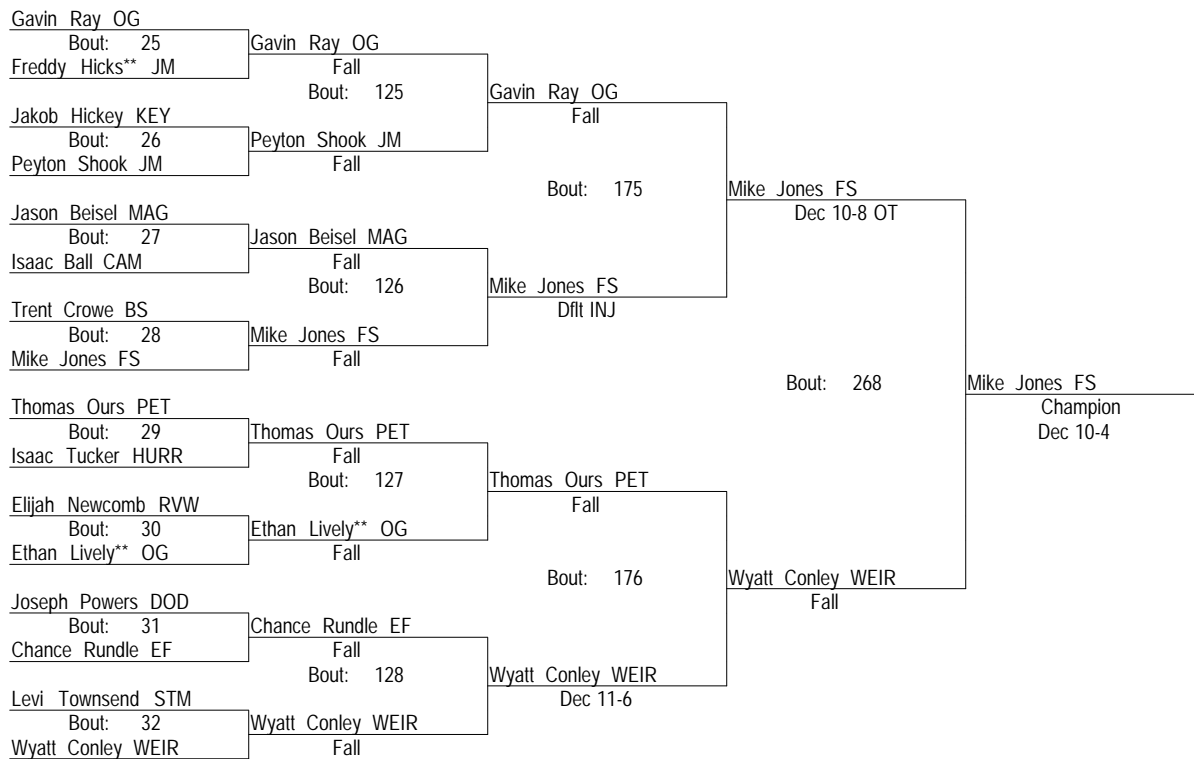 Gavin Ray OG
Bout: 25
Freddy Hicks** JM
Jakob Hickey KEY
Bout: 26
Peyton Shook JM
Jason Beisel MAG
Bout: 27
Isaac Ball CAM
Trent Crowe BS
Bout: 28
Mike Jones FS
Thomas Ours PET
Bout: 29
Isaac Tucker HURR
Elijah Newcomb RVW
Bout: 30
Ethan Lively** OG
Joseph Powers DOD
Bout: 31
Chance Rundle EF
Levi Townsend STM
Bout: 32
Wyatt Conley WEIR
Gavin Ray OG
Fall
Bout: 125
Peyton Shook JM
Fall
Jason Beisel MAG
Fall
Bout: 126
Mike Jones FS
Fall
Thomas Ours PET
Fall
Bout: 127
Ethan Lively** OG
Fall
Chance Rundle EF
Fall
Bout: 128
Wyatt Conley WEIR
Fall
Gavin Ray OG
Fall
Bout: 175
Mike Jones FS
Dflt INJ
Thomas Ours PET
Fall
Bout: 176
Wyatt Conley WEIR
Dec 11-6
Mike Jones FS
Dec 10-8 OT
Bout: 268
Wyatt Conley WEIR
Fall
Mike Jones FS
Champion
Dec 10-4